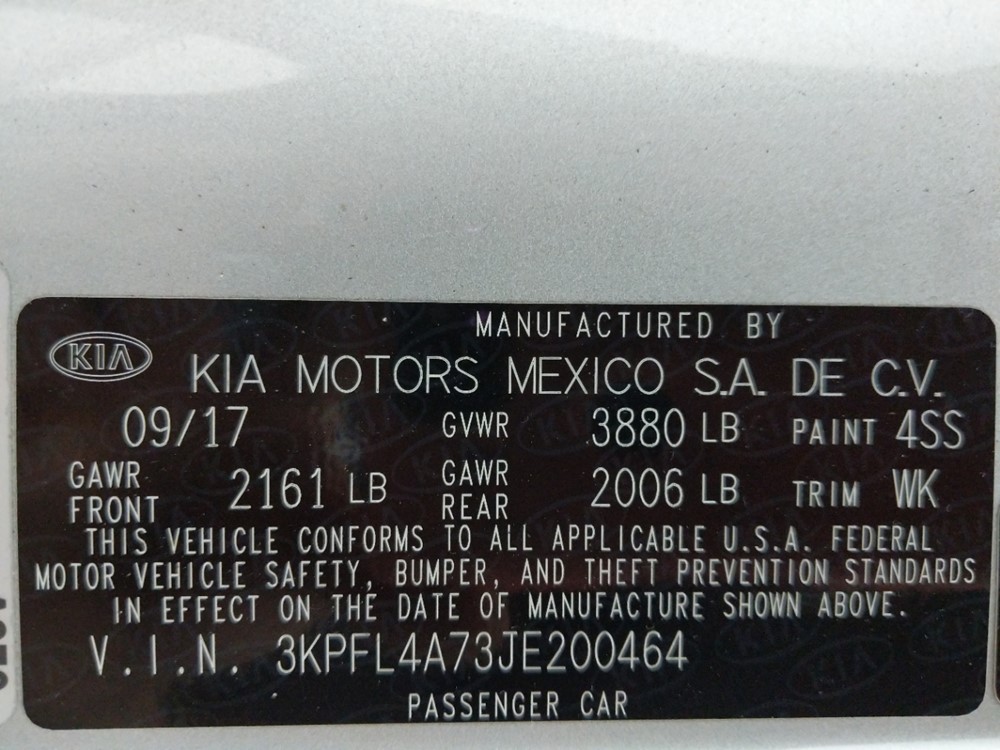 MANUFACTURED BY
KIA KIA MOTORS MEXICO S.A. DE C.V.
09/17 GVWR 3880 LB PAINT 4SS
GAWR FRONT 2161 LB GAWR REAR 2006 LB TRIM WK
THIS VEHICLE CONFORMS TO ALL APPLICABLE U.S.A. FEDERAL
MOTOR VEHICLE SAFETY, BUMPER, AND THEFT PREVENTION STANDARDS
IN EFFECT ON THE DATE OF MANUFACTURE SHOWN ABOVE.
V.I.N. 3KPFL4A73JE200464
PASSENGER CAR